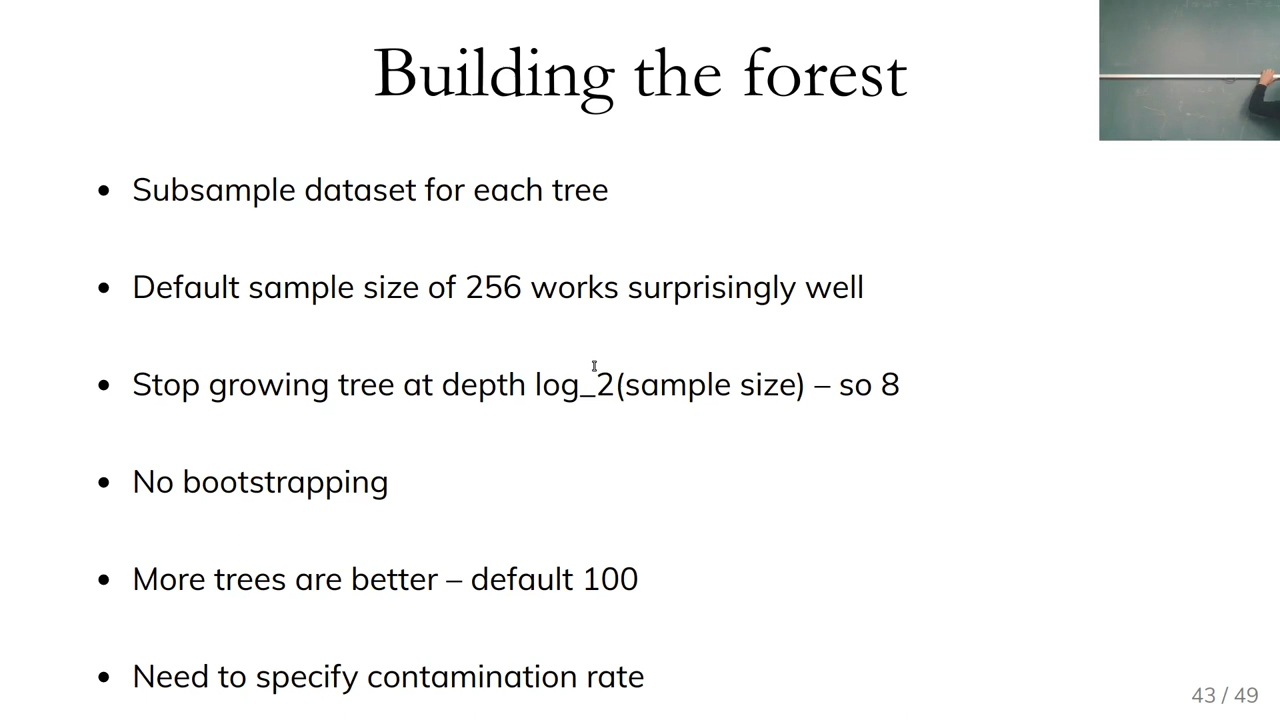 Building the forest
• Subsample dataset for each tree
• Default sample size of 256 works surprisingly well
• Stop growing tree at depth log_2(sample size) – so 8
• No bootstrapping
• More trees are better – default 100
• Need to specify contamination rate
43 / 49